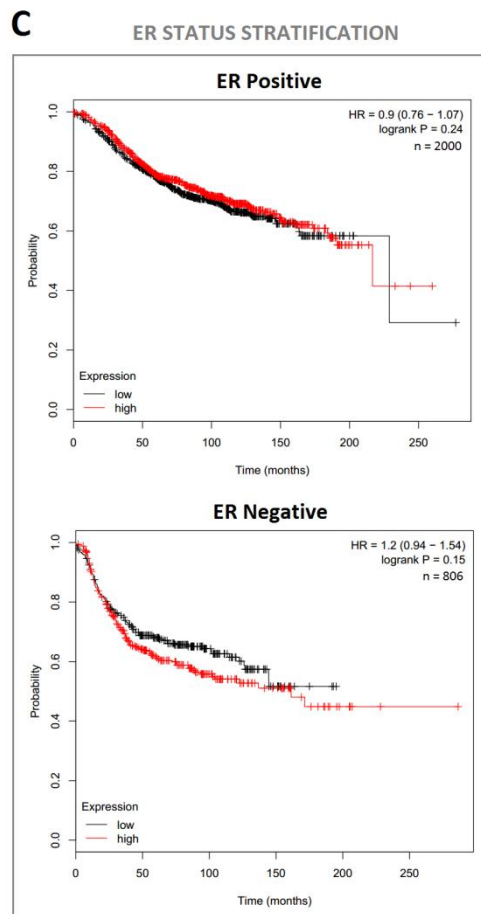 C
ER STATUS STRATIFICATION
ER Positive
HR = 0.9 (0.76 − 1.07)
logrank P = 0.24
n = 2000
Probability
1.0
0.8
0.6
0.4
0.2
0.0
Expression
low
high
0 50 100 150 200 250
Time (months)
ER Negative
HR = 1.2 (0.94 − 1.54)
logrank P = 0.15
n = 806
Probability
1.0
0.8
0.6
0.4
0.2
0.0
Expression
low
high
0 50 100 150 200 250
Time (months)